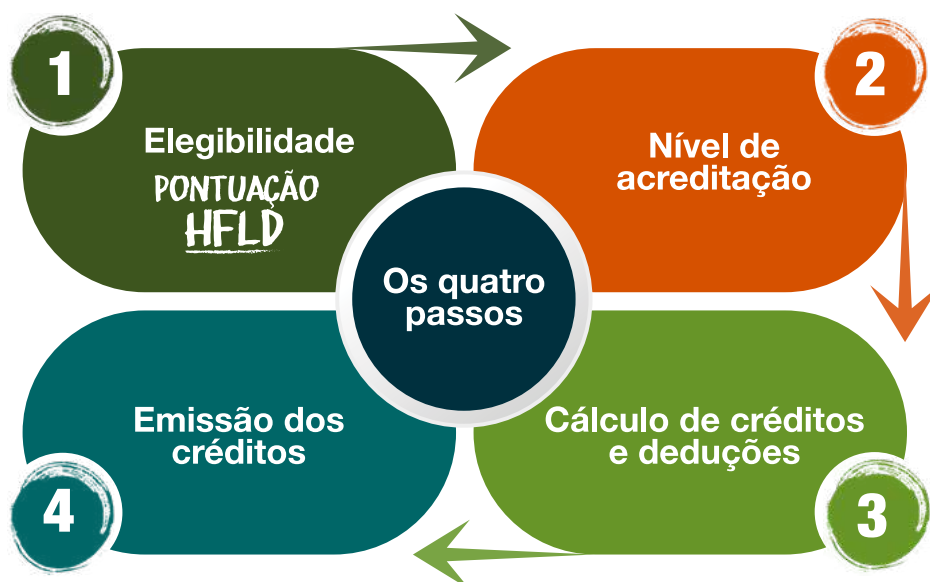 1
Elegibilidade
PONTUAÇÃO
HFLD
2
Nível de
acreditação
Os quatro
passos
Emissão dos
créditos
4
Cálculo de créditos
e deduções
3